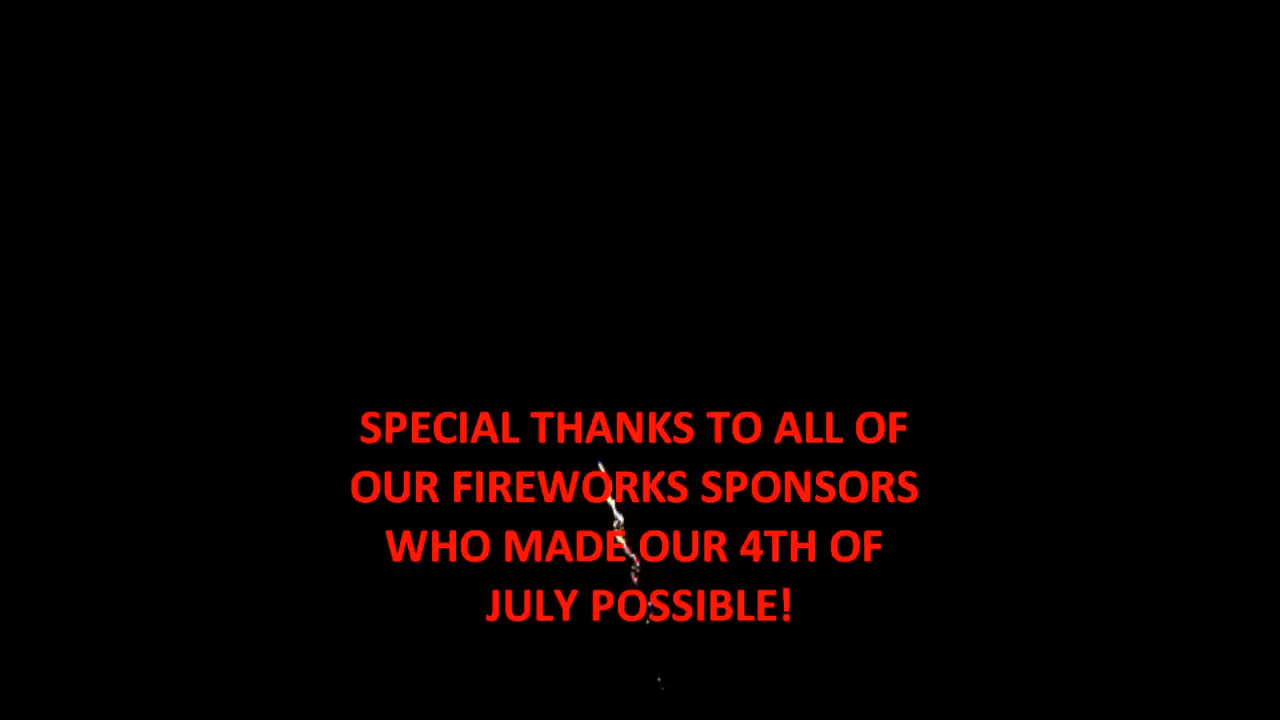 SPECIAL THANKS TO ALL OF
OUR FIREWORKS SPONSORS
WHO MADE OUR 4TH OF
JULY POSSIBLE!